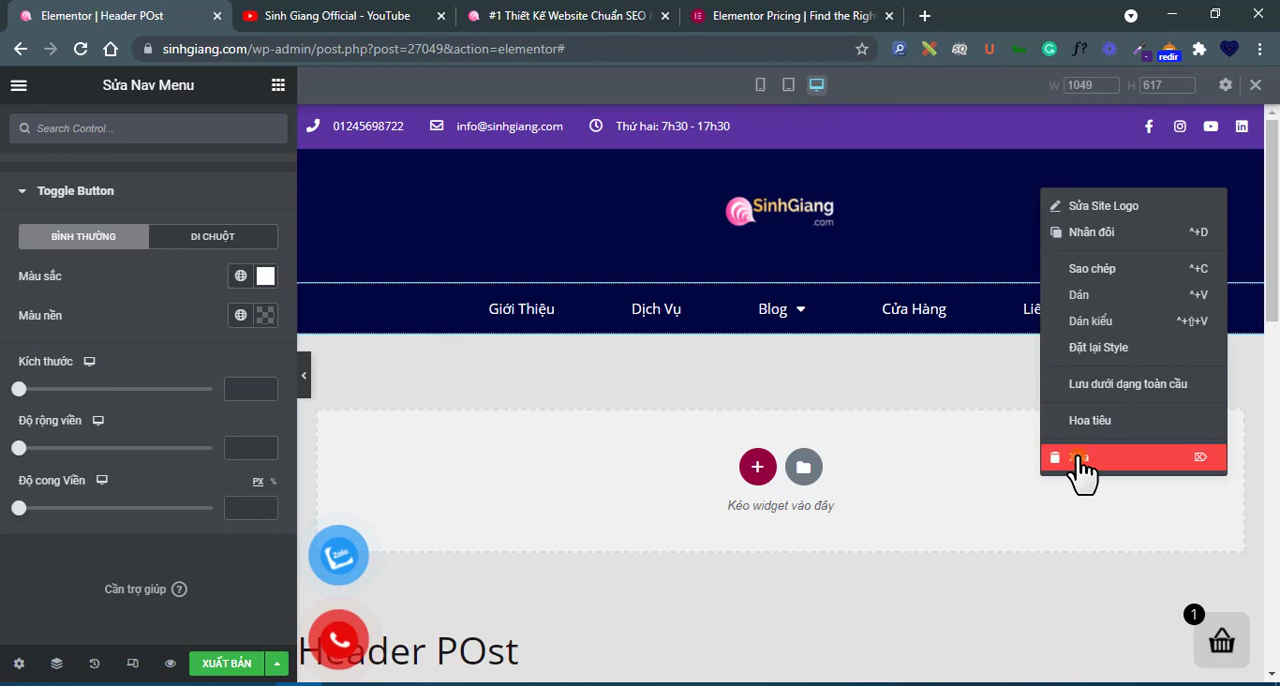 Elementor | Header POst
Sinh Giang Official - YouTube
#1 Thiết Kế Website Chuẩn SEO
Elementor Pricing | Find the Righ
sinhgiang.com/wp-admin/post.php?post=27049&action=elementor#
redir
Sửa Nav Menu
W 1049 H 617
Search Control...
01245698722
info@sinhgiang.com
Thứ hai: 7h30 - 17h30
Toggle Button
BÌNH THƯỜNG
DI CHUỘT
Màu sắc
Màu nền
Kích thước
Độ rộng viền
Độ cong Viền
PX %
Cần trợ giúp
XUẤT BẢN
SinhGiang
.com
Giới Thiệu
Dịch Vụ
Blog
Cửa Hàng
Sửa Site Logo
Nhân đôi ^+D
Sao chép ^+C
Dán ^+V
Dán kiểu ^+⇧+V
Đặt lại Style
Lưu dưới dạng toàn cầu
Hoa tiêu
Kéo widget vào đây
Zalo
1
Header POst